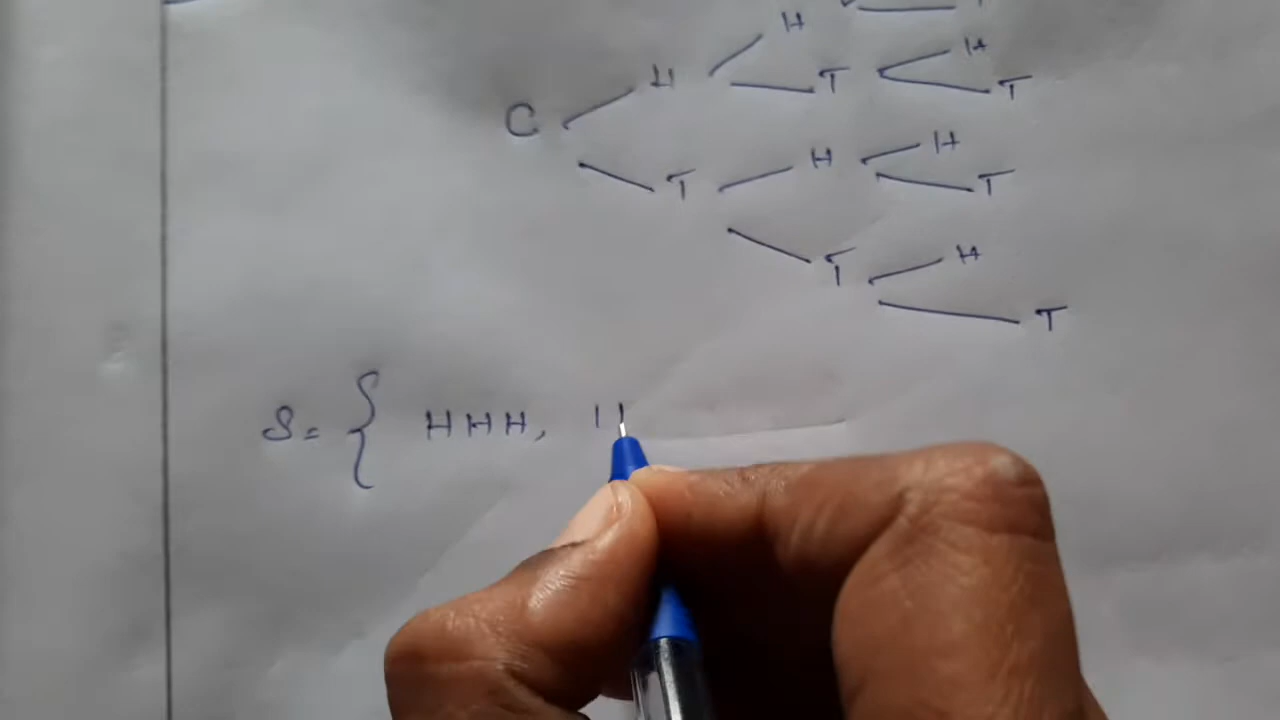 H
H T H
C T
T H H
T
T H
T
S = { HHH,